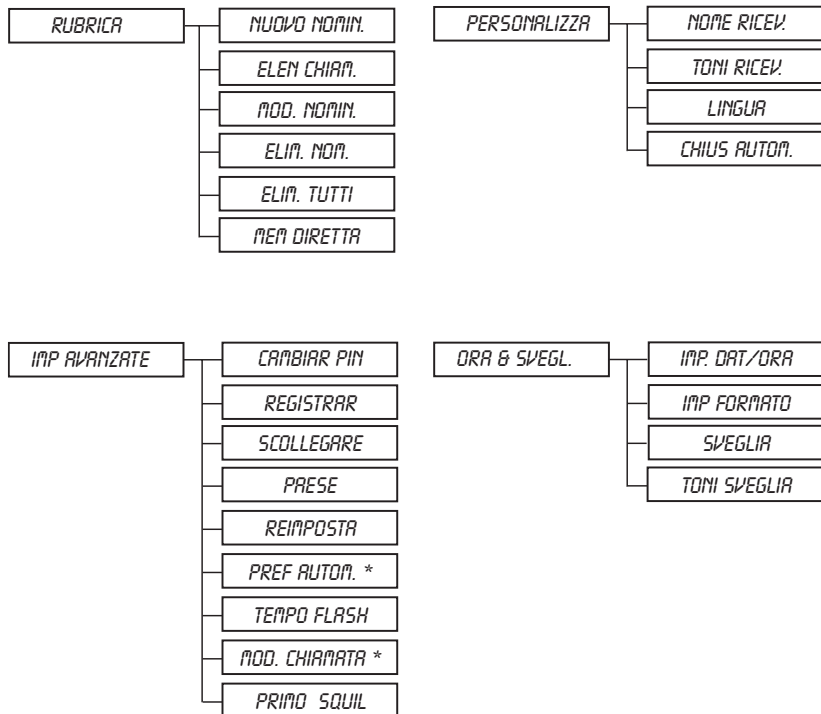 RUBRICA
NUOVO NOMIN.
ELEN CHIAM.
MOD. NOMIN.
ELIM. NOM.
ELIM. TUTTI
MEM DIRETTA
PERSONALIZZA
NOME RICEV.
TONI RICEV.
LINGUA
CHIUS AUTOM.
IMP AVANZATE
CAMBIAR PIN
REGISTRAR
SCOLLEGARE
PAESE
REIMPOSTA
PREF AUTOM. *
TEMPO FLASH
MOD. CHIAMATA *
PRIMO SQUIL
ORA & SVEGL.
IMP. DAT/ORA
IMP FORMATO
SVEGLIA
TONI SVEGLIA